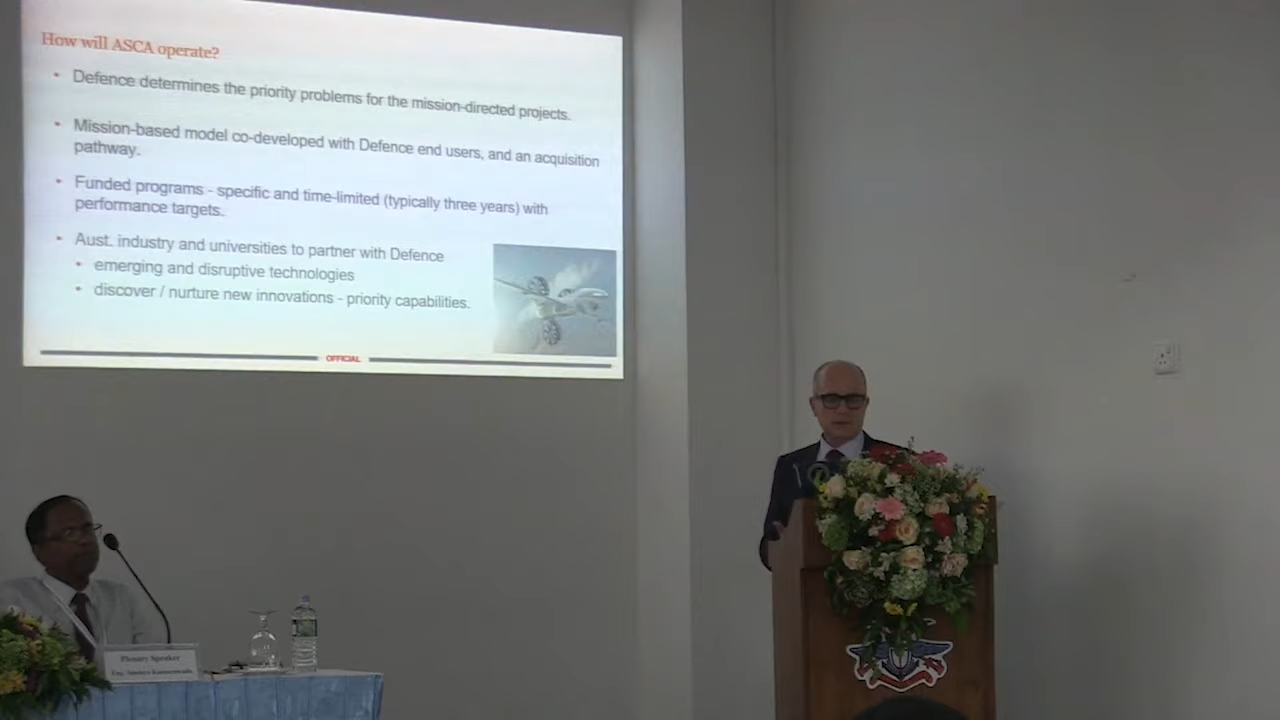 How will ASCA operate?
• Defence determines the priority problems for the mission-directed projects.
• Mission-based model co-developed with Defence end users, and an acquisition
pathway.
• Funded programs - specific and time-limited (typically three years) with
performance targets.
• Aust. industry and universities to partner with Defence
• emerging and disruptive technologies
• discover / nurture new innovations - priority capabilities.
OFFICIAL
Plenary Speaker
Eng.